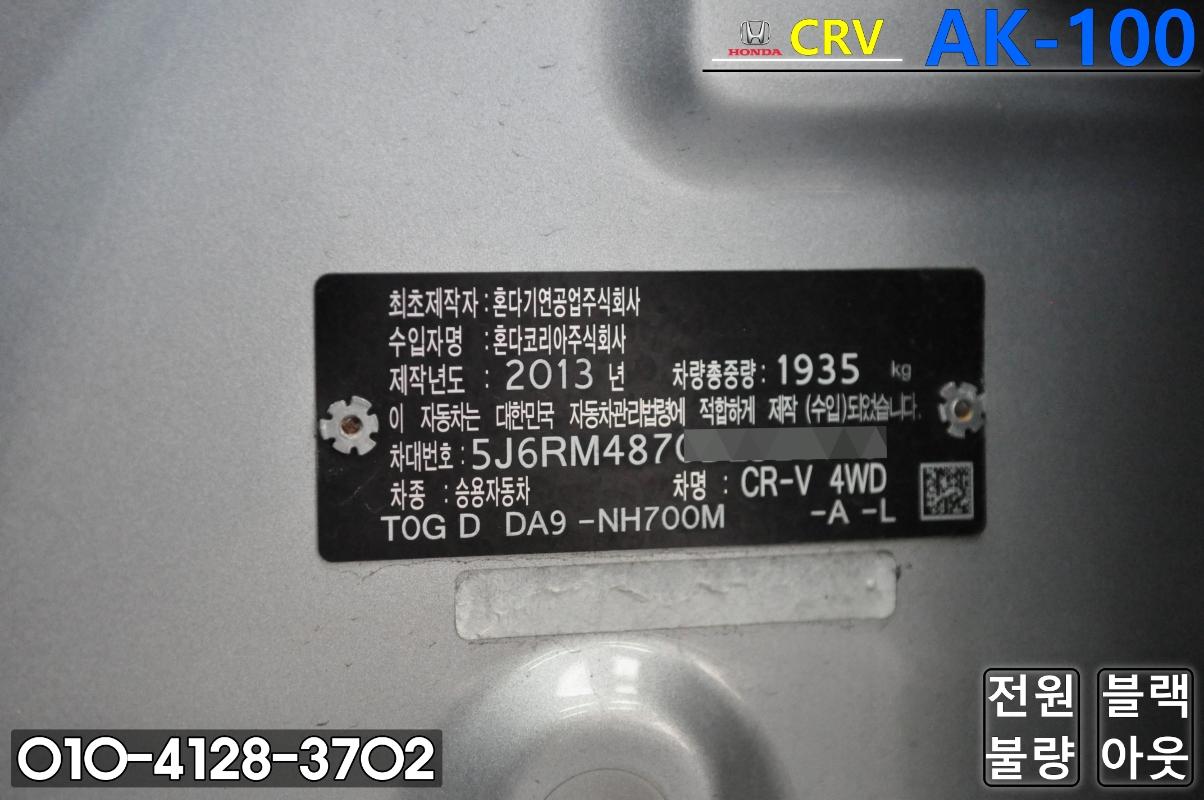 HONDA CRV AK-100
최초제작자 : 혼다기연공업주식회사
수입자명 : 혼다코리아주식회사
제작년도 : 2013 년 차량총중량 : 1935 kg
이 자동차는 대한민국 자동차관리법령에 적합하게 제작 (수입)되었습니다.
차대번호 : 5J6RM4870
차종 : 승용자동차 차명 : CR-V 4WD
TOG D DA9 -NH700M -A -L
전원 블랙
불량 아웃
010-4128-3702